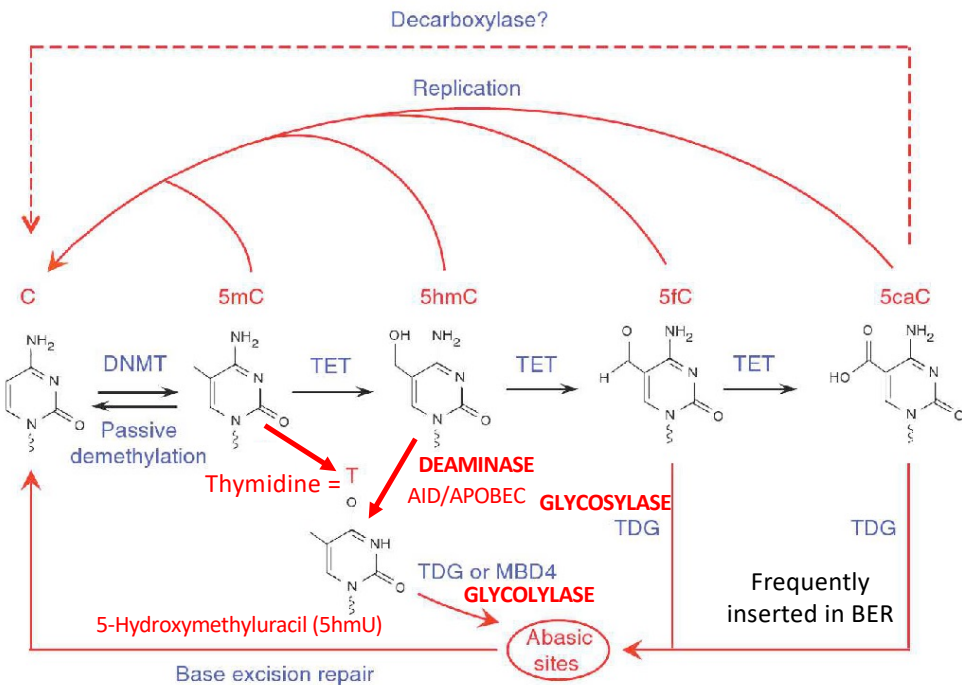 Decarboxylase?
Replication
C
5mC
5hmC
5fC
5caC
NH2
N
N
O
DNMT
Passive
demethylation
NH2
N
N
O
TET
OH
NH2
N
N
O
TET
O
NH2
H
N
N
O
TET
O
NH2
HO
N
N
O
Thymidine = T
DEAMINASE
AID/APOBEC
GLYCOSYLASE
O
NH
N
O
TDG
TDG
TDG or MBD4
GLYCOLYLASE
Frequently
inserted in BER
5-Hydroxymethyluracil (5hmU)
Abasic
sites
Base excision repair